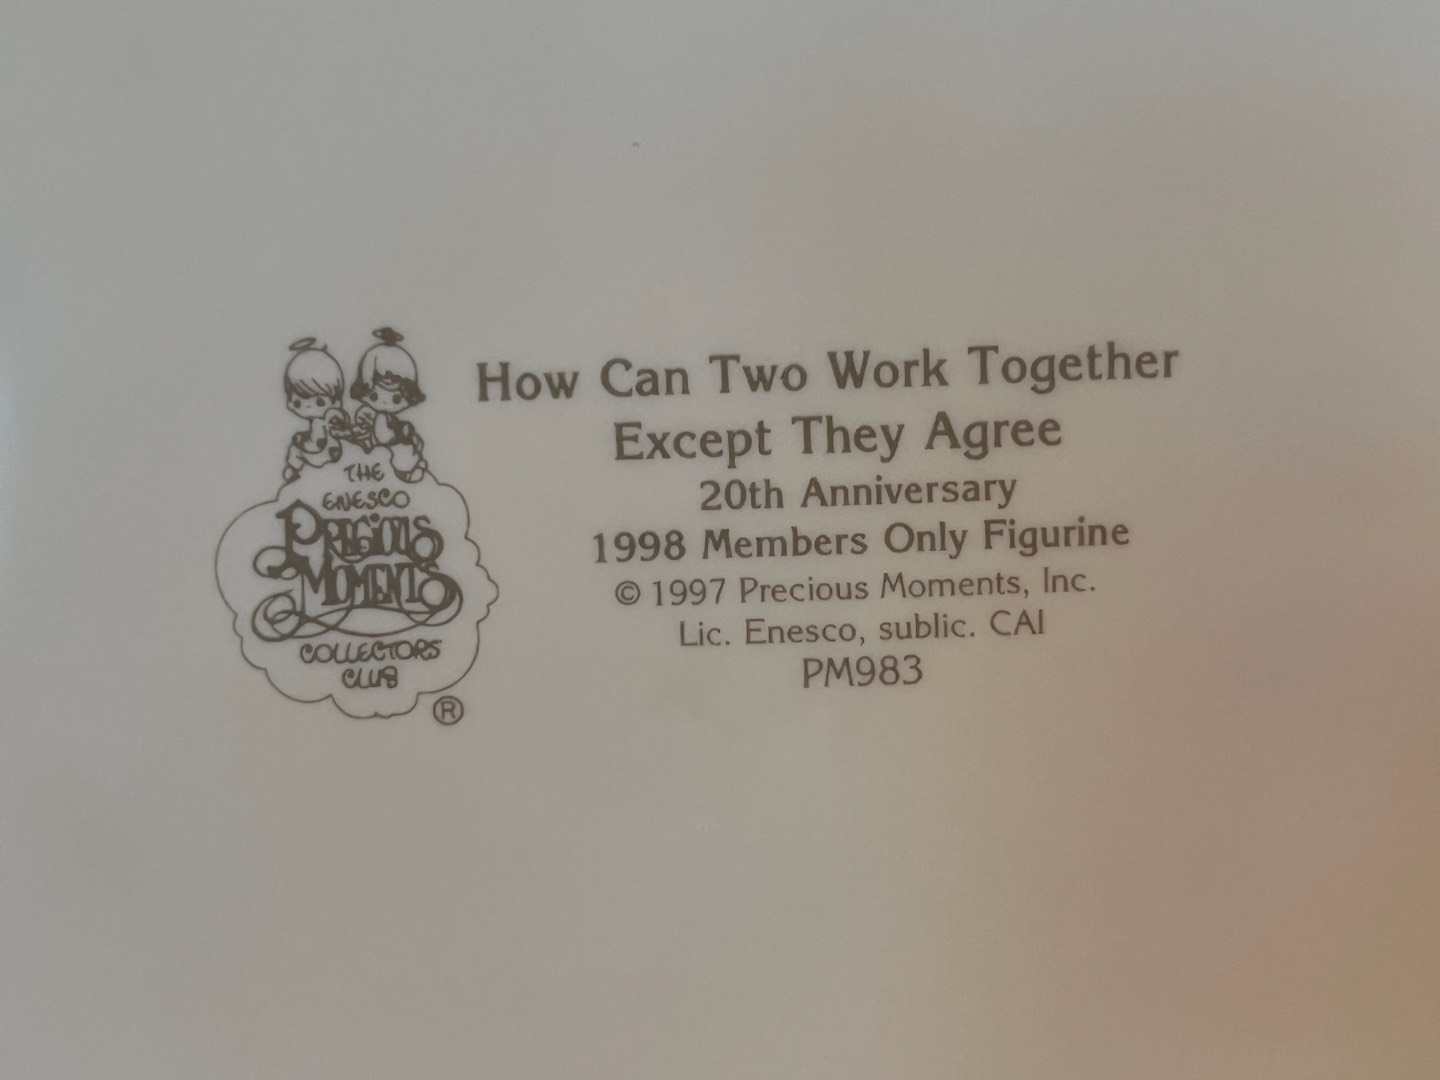 THE
ENESCO
PRECIOUS
MOMENTS
COLLECTORS
CLUB
®
How Can Two Work Together
Except They Agree
20th Anniversary
1998 Members Only Figurine
© 1997 Precious Moments, Inc.
Lic. Enesco, sublic. CAI
PM983